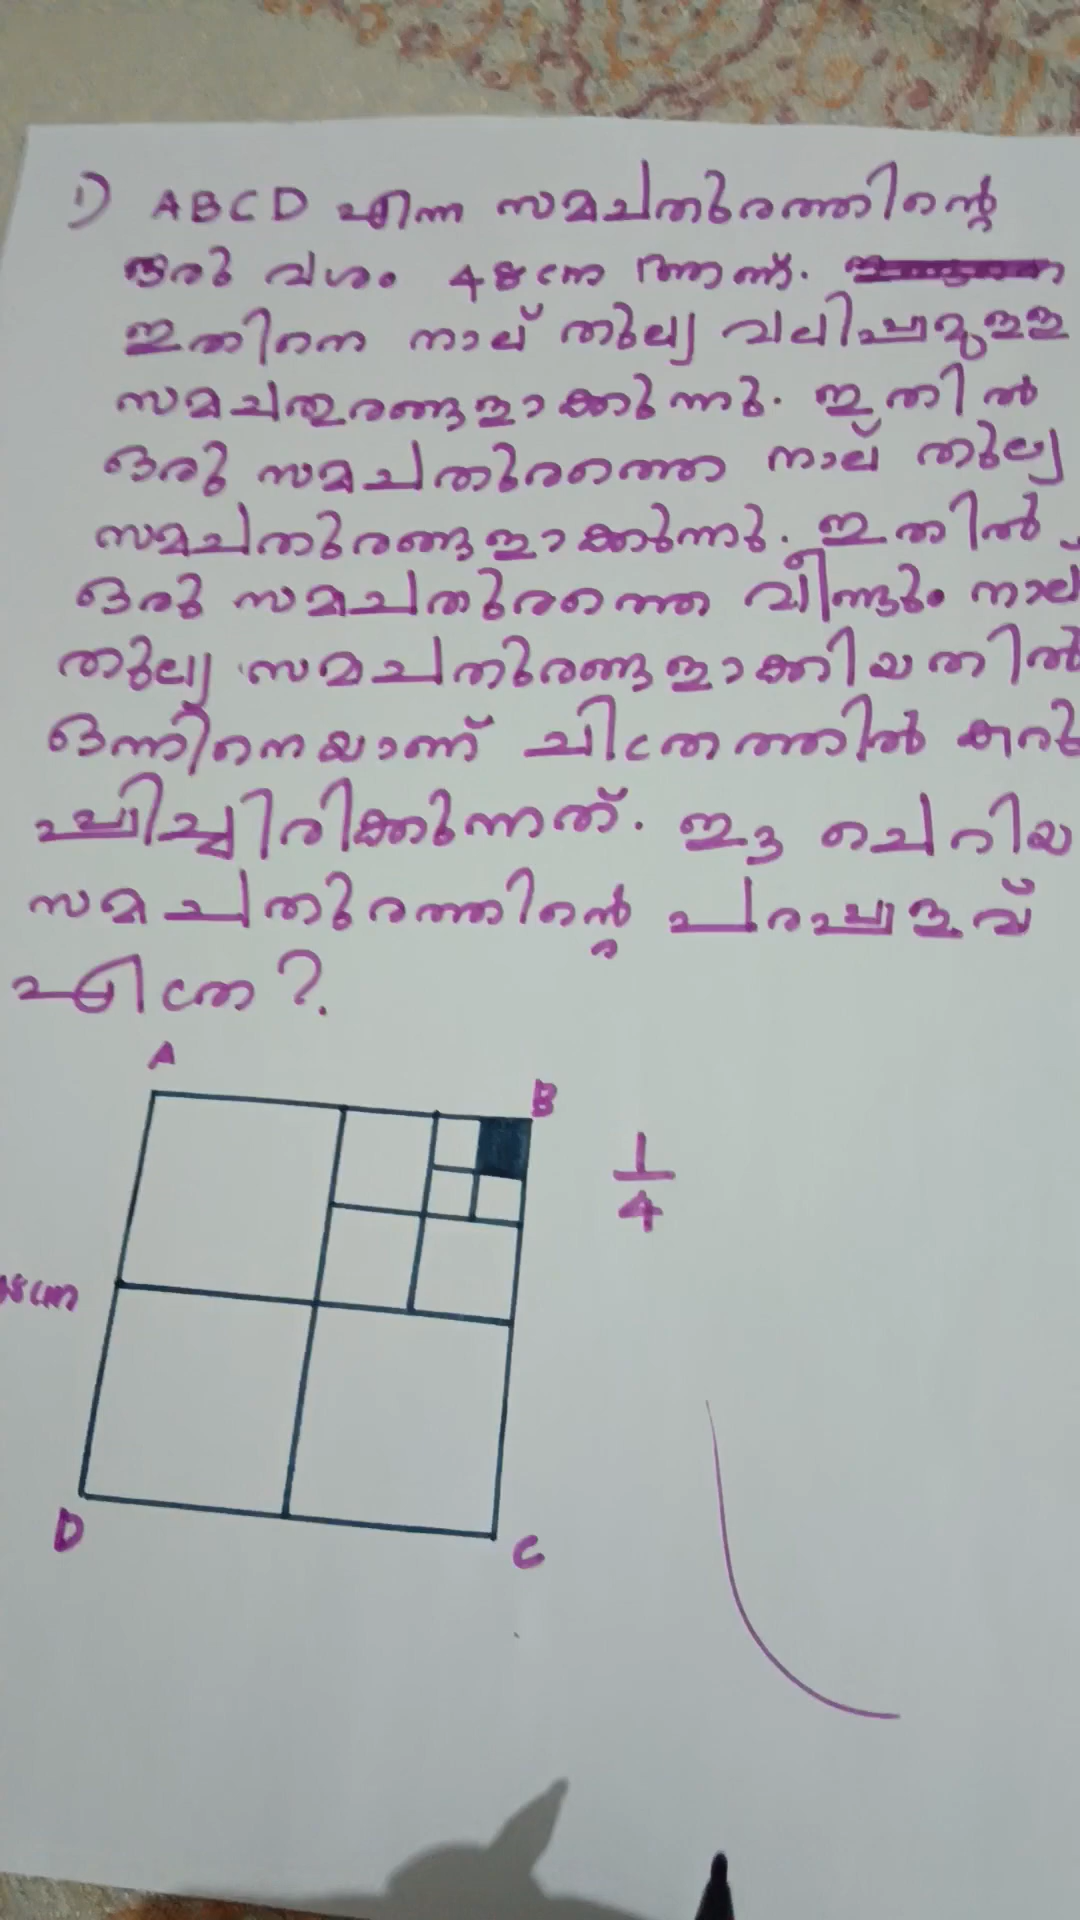 1) ABCD എന്ന സമചതുരത്തിന്റെ
ഒരു വശം 48cm ആണ്.
ഇതിനെ നാല് തുല്യ വലിപ്പമുള്ള
സമചതുരങ്ങളാക്കുന്നു. ഇതിൽ
ഒരു സമചതുരത്തെ നാല് തുല്യ
സമചതുരങ്ങളാക്കുന്നു. ഇതിൽ
ഒരു സമചതുരത്തെ വീണ്ടും നാല്
തുല്യ സമചതുരങ്ങളാക്കിയതിൽ
ഒന്നിനെയാണ് ചിത്രത്തിൽ കറു
പ്പിച്ചിരിക്കുന്നത്. ഈ ചെറിയ
സമചതുരത്തിന്റെ പരപ്പളവ്
എത്ര?
A
B
1
4
8cm
D
C